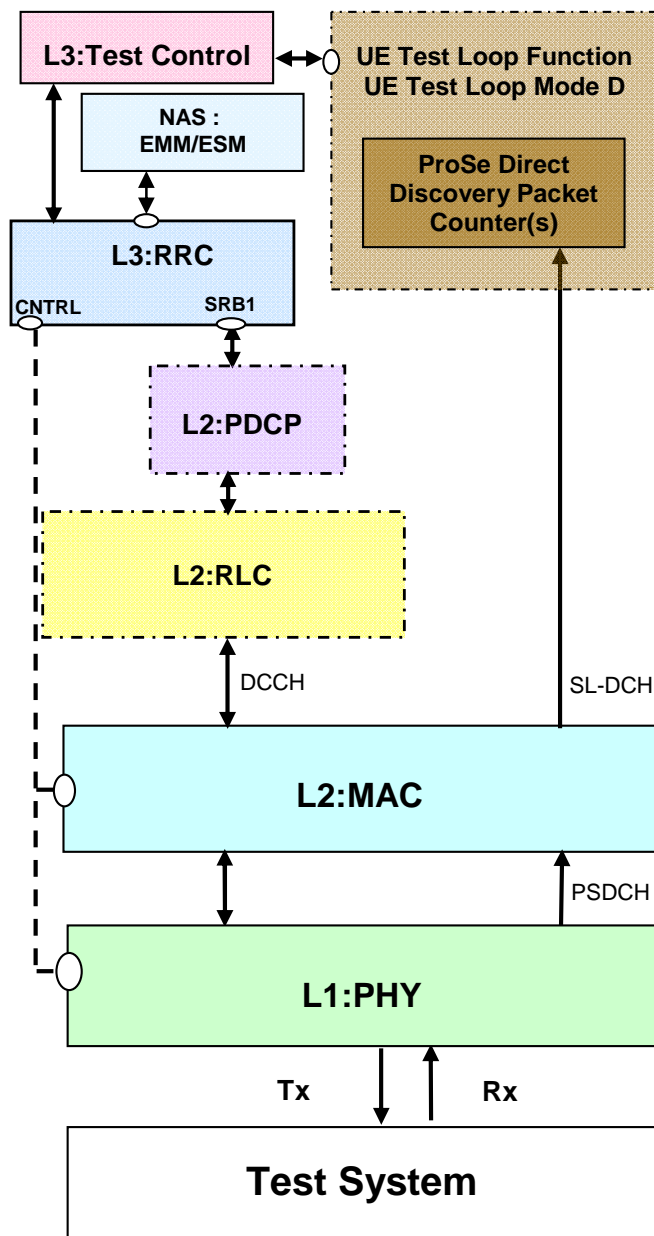 L3:Test Control
UE Test Loop Function
UE Test Loop Mode D
NAS :
EMM/ESM
ProSe Direct
Discovery Packet
Counter(s)
L3:RRC
CNTRL
SRB1
L2:PDCP
L2:RLC
DCCH
SL-DCH
L2:MAC
PSDCH
L1:PHY
Tx
Rx
Test System